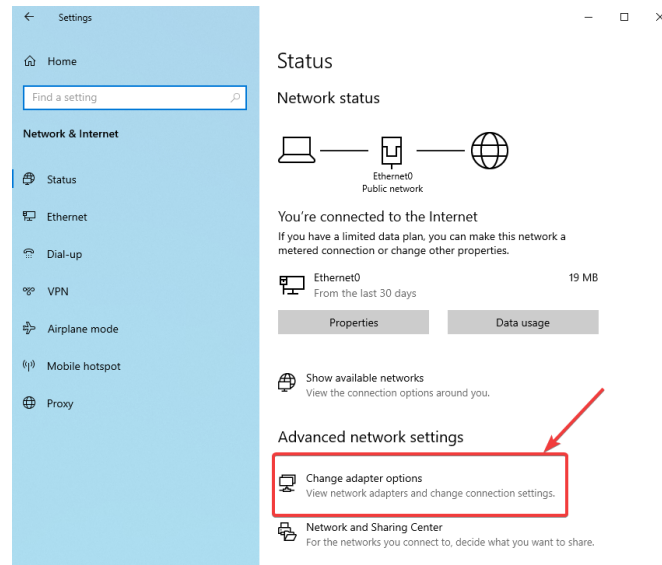 Settings
Home
Find a setting
Network & Internet
Status
Ethernet
Dial-up
VPN
Airplane mode
Mobile hotspot
Proxy
Status
Network status
Ethernet0
Public network
You're connected to the Internet
If you have a limited data plan, you can make this network a
metered connection or change other properties.
Ethernet0 19 MB
From the last 30 days
Properties Data usage
Show available networks
View the connection options around you.
Advanced network settings
Change adapter options
View network adapters and change connection settings.
Network and Sharing Center
For the networks you connect to, decide what you want to share.